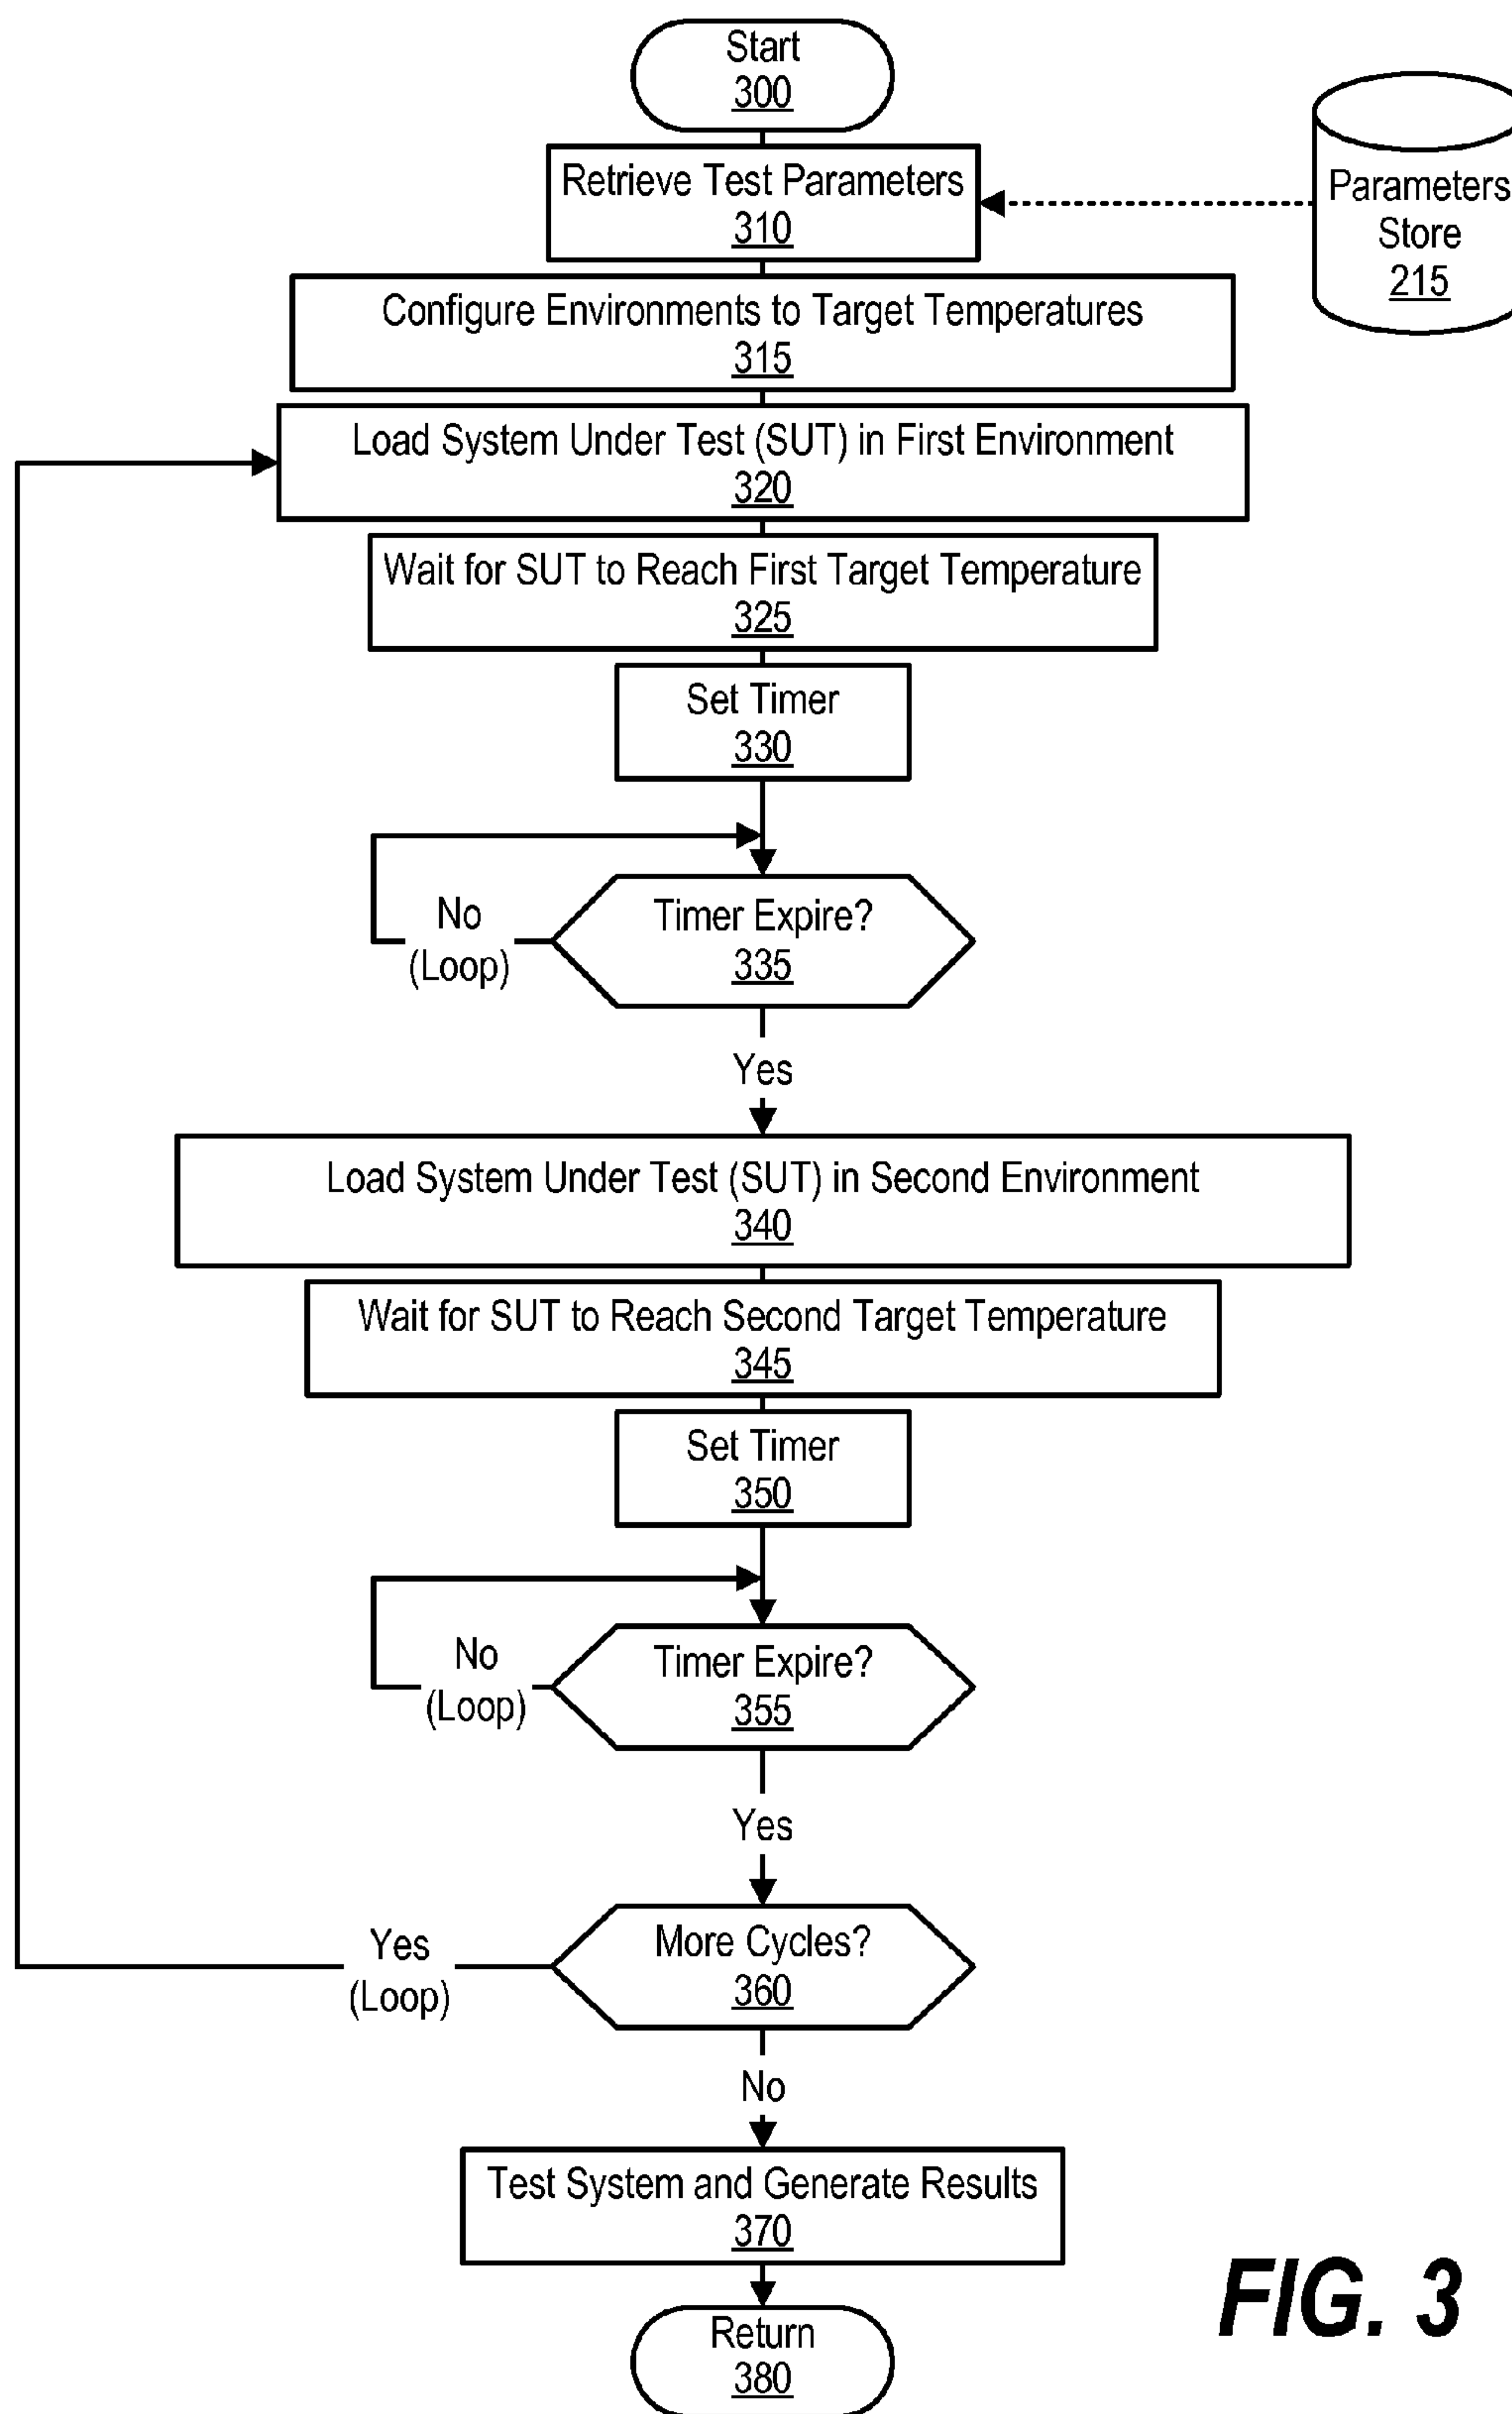 Start
300
Retrieve Test Parameters
310
Parameters
Store
215
Configure Environments to Target Temperatures
315
Load System Under Test (SUT) in First Environment
320
Wait for SUT to Reach First Target Temperature
325
Set Timer
330
No
(Loop)
Timer Expire?
335
Yes
Load System Under Test (SUT) in Second Environment
340
Wait for SUT to Reach Second Target Temperature
345
Set Timer
350
No
(Loop)
Timer Expire?
355
Yes
Yes
(Loop)
More Cycles?
360
No
Test System and Generate Results
370
Return
380
FIG. 3